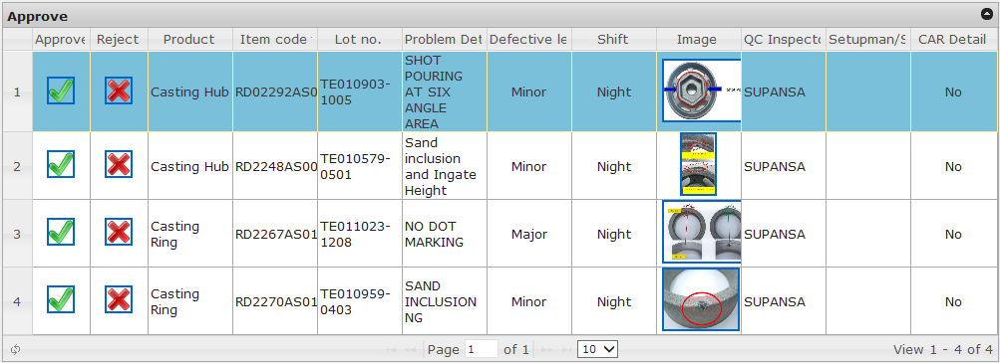 Approve
Approve Reject Product Item code Lot no. Problem Det Defective le Shift Image QC Inspecto Setupman/S CAR Detail
1 Casting Hub RD02292AS0 TE010903-1005 SHOT POURING AT SIX ANGLE AREA Minor Night SUPANSA No
2 Casting Hub RD2248AS00 TE010579-0501 Sand inclusion and Ingate Height Minor Night SUPANSA No
3 Casting Ring RD2267AS01 TE011023-1208 NO DOT MARKING Major Night SUPANSA No
4 Casting Ring RD2270AS01 TE010959-0403 SAND INCLUSION NG Minor Night SUPANSA No
Page 1 of 1 10 View 1 - 4 of 4